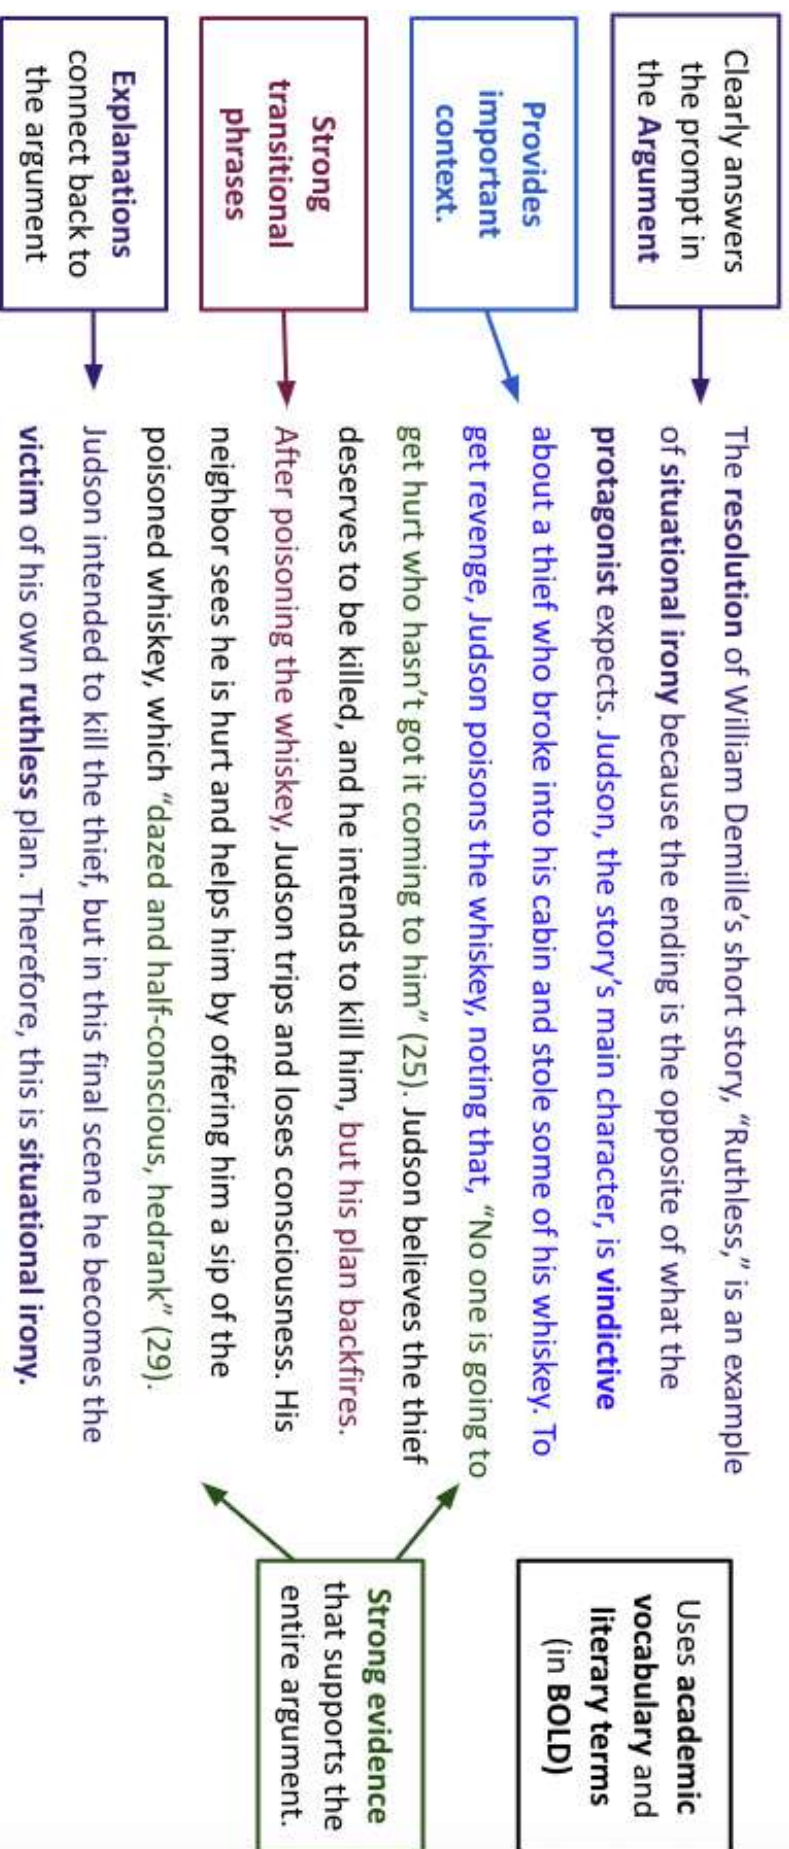 Clearly answers
the prompt in
the Argument
Provides
important
context.
Strong
transitional
phrases
Explanations
connect back to
the argument
The resolution of William Demille’s short story, “Ruthless,” is an example
of situational irony because the ending is the opposite of what the
protagonist expects. Judson, the story’s main character, is vindictive
about a thief who broke into his cabin and stole some of his whiskey. To
get revenge, Judson poisons the whiskey, noting that, “No one is going to
get hurt who hasn’t got it coming to him” (25). Judson believes the thief
deserves to be killed, and he intends to kill him, but his plan backfires.
After poisoning the whiskey, Judson trips and loses consciousness. His
neighbor sees he is hurt and helps him by offering him a sip of the
poisoned whiskey, which “dazed and half-conscious, hedrank” (29).
Judson intended to kill the thief, but in this final scene he becomes the
victim of his own ruthless plan. Therefore, this is situational irony.
Uses academic
vocabulary and
literary terms
(in BOLD)
Strong evidence
that supports the
entire argument.